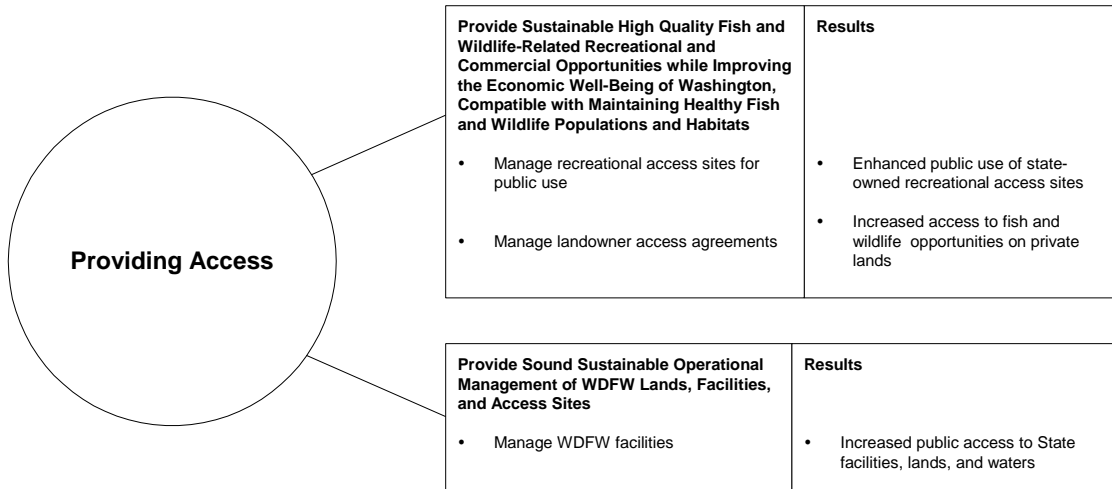 Providing Access
Provide Sustainable High Quality Fish and
Wildlife-Related Recreational and
Commercial Opportunities while Improving
the Economic Well-Being of Washington,
Compatible with Maintaining Healthy Fish
and Wildlife Populations and Habitats
• Manage recreational access sites for
public use
• Manage landowner access agreements
Results
• Enhanced public use of state-
owned recreational access sites
• Increased access to fish and
wildlife opportunities on private
lands
Provide Sound Sustainable Operational
Management of WDFW Lands, Facilities,
and Access Sites
• Manage WDFW facilities
Results
• Increased public access to State
facilities, lands, and waters